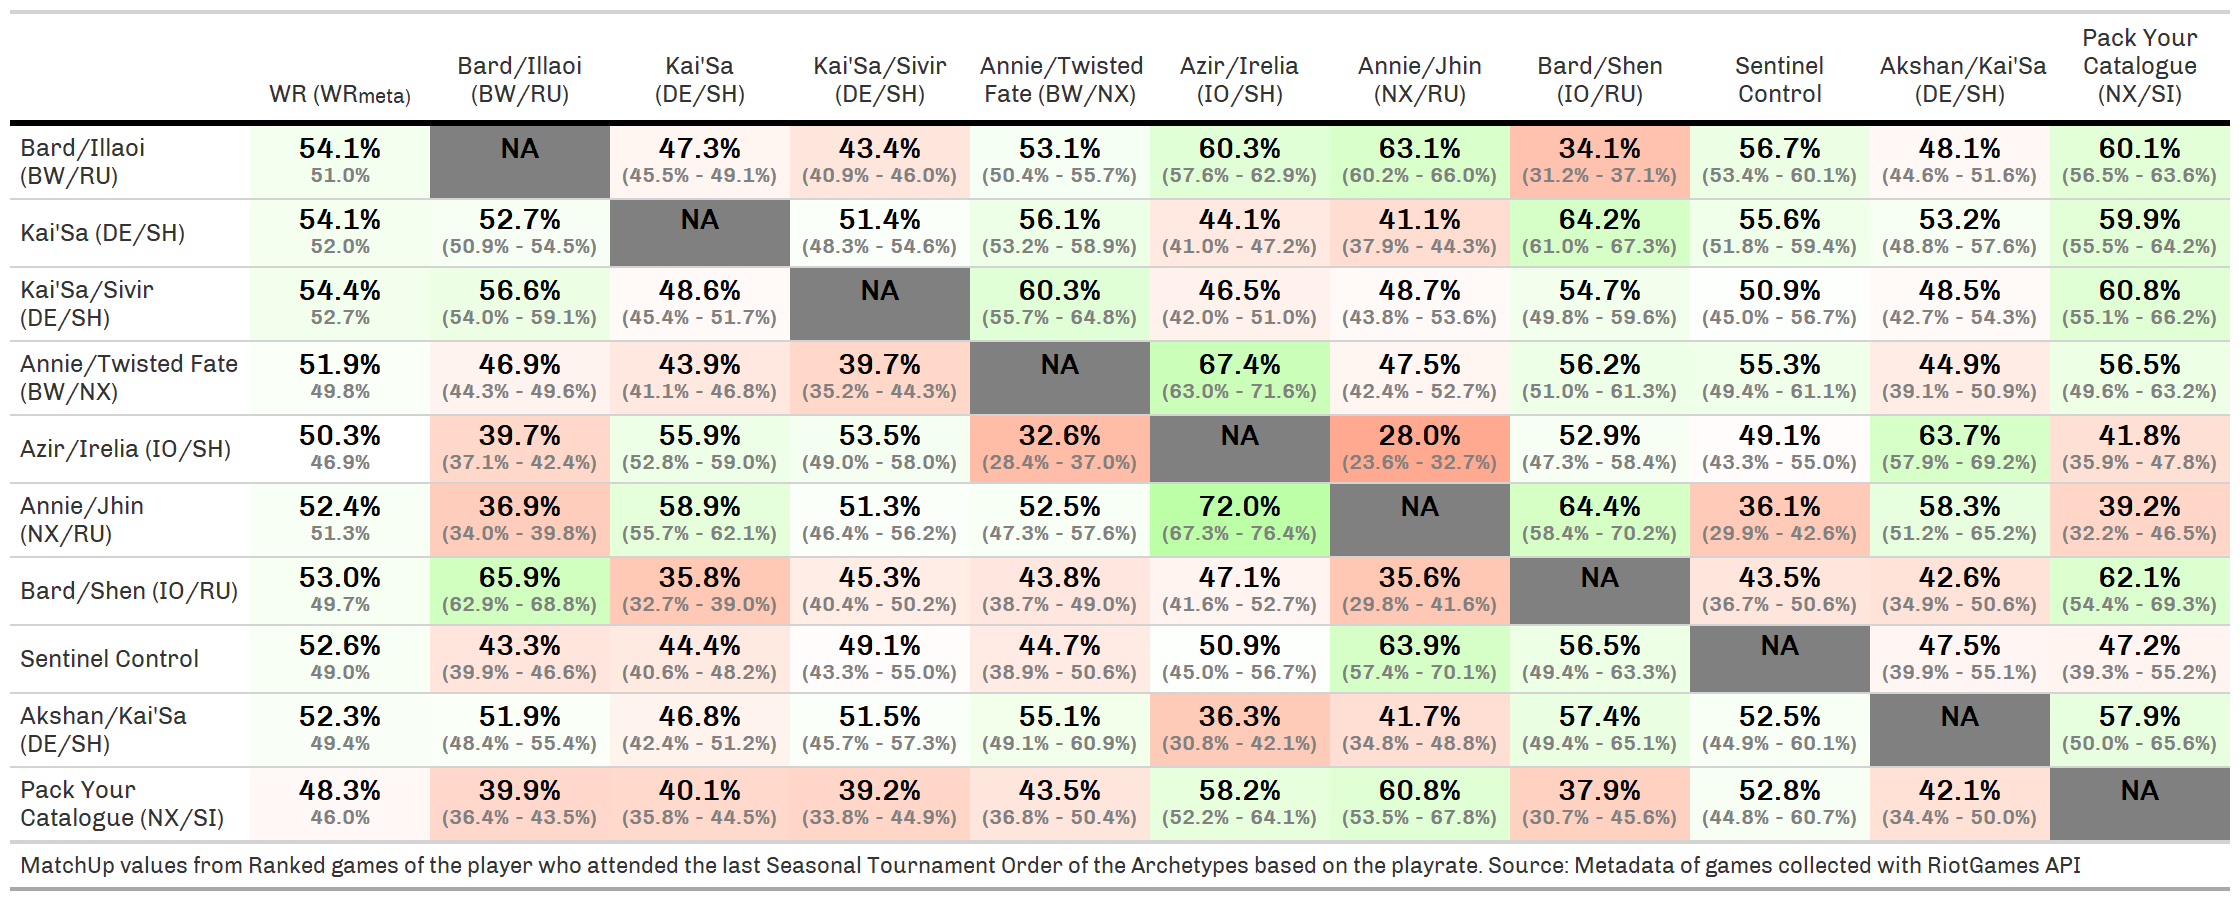 WR (WRmeta) Bard/Illaoi (BW/RU) Kai'Sa (DE/SH) Kai'Sa/Sivir (DE/SH) Annie/Twisted Fate (BW/NX) Azir/Irelia (IO/SH) Annie/Jhin (NX/RU) Bard/Shen (IO/RU) Sentinel Control Akshan/Kai'Sa (DE/SH) Pack Your Catalogue (NX/SI)
Bard/Illaoi (BW/RU) 54.1% NA 47.3% 43.4% 53.1% 60.3% 63.1% 34.1% 56.7% 48.1% 60.1%
51.0% (45.5% - 49.1%) (40.9% - 46.0%) (50.4% - 55.7%) (57.6% - 62.9%) (60.2% - 66.0%) (31.2% - 37.1%) (53.4% - 60.1%) (44.6% - 51.6%) (56.5% - 63.6%)
Kai'Sa (DE/SH) 54.1% 52.7% NA 51.4% 56.1% 44.1% 41.1% 64.2% 55.6% 53.2% 59.9%
52.0% (50.9% - 54.5%) (48.3% - 54.6%) (53.2% - 58.9%) (41.0% - 47.2%) (37.9% - 44.3%) (61.0% - 67.3%) (51.8% - 59.4%) (48.8% - 57.6%) (55.5% - 64.2%)
Kai'Sa/Sivir (DE/SH) 54.4% 56.6% 48.6% NA 60.3% 46.5% 48.7% 54.7% 50.9% 48.5% 60.8%
52.7% (54.0% - 59.1%) (45.4% - 51.7%) (55.7% - 64.8%) (42.0% - 51.0%) (43.8% - 53.6%) (49.8% - 59.6%) (45.0% - 56.7%) (42.7% - 54.3%) (55.1% - 66.2%)
Annie/Twisted Fate (BW/NX) 51.9% 46.9% 43.9% 39.7% NA 67.4% 47.5% 56.2% 55.3% 44.9% 56.5%
49.8% (44.3% - 49.6%) (41.1% - 46.8%) (35.2% - 44.3%) (63.0% - 71.6%) (42.4% - 52.7%) (51.0% - 61.3%) (49.4% - 61.1%) (39.1% - 50.9%) (49.6% - 63.2%)
Azir/Irelia (IO/SH) 50.3% 39.7% 55.9% 53.5% 32.6% NA 28.0% 52.9% 49.1% 63.7% 41.8%
46.9% (37.1% - 42.4%) (52.8% - 59.0%) (49.0% - 58.0%) (28.4% - 37.0%) (23.6% - 32.7%) (47.3% - 58.4%) (43.3% - 55.0%) (57.9% - 69.2%) (35.9% - 47.8%)
Annie/Jhin (NX/RU) 52.4% 36.9% 58.9% 51.3% 52.5% 72.0% NA 64.4% 36.1% 58.3% 39.2%
51.3% (34.0% - 39.8%) (55.7% - 62.1%) (46.4% - 56.2%) (47.3% - 57.6%) (67.3% - 76.4%) (58.4% - 70.2%) (29.9% - 42.6%) (51.2% - 65.2%) (32.2% - 46.5%)
Bard/Shen (IO/RU) 53.0% 65.9% 35.8% 45.3% 43.8% 47.1% 35.6% NA 43.5% 42.6% 62.1%
49.7% (62.9% - 68.8%) (32.7% - 39.0%) (40.4% - 50.2%) (38.7% - 49.0%) (41.6% - 52.7%) (29.8% - 41.6%) (36.7% - 50.6%) (34.9% - 50.6%) (54.4% - 69.3%)
Sentinel Control 52.6% 43.3% 44.4% 49.1% 44.7% 50.9% 63.9% 56.5% NA 47.5% 47.2%
49.0% (39.9% - 46.6%) (40.6% - 48.2%) (43.3% - 55.0%) (38.9% - 50.6%) (45.0% - 56.7%) (57.4% - 70.1%) (49.4% - 63.3%) (39.9% - 55.1%) (39.3% - 55.2%)
Akshan/Kai'Sa (DE/SH) 52.3% 51.9% 46.8% 51.5% 55.1% 36.3% 41.7% 57.4% 52.5% NA 57.9%
49.4% (48.4% - 55.4%) (42.4% - 51.2%) (45.7% - 57.3%) (49.1% - 60.9%) (30.8% - 42.1%) (34.8% - 48.8%) (49.4% - 65.1%) (44.9% - 60.1%) (50.0% - 65.6%)
Pack Your Catalogue (NX/SI) 48.3% 39.9% 40.1% 39.2% 43.5% 58.2% 60.8% 37.9% 52.8% 42.1% NA
46.0% (36.4% - 43.5%) (35.8% - 44.5%) (33.8% - 44.9%) (36.8% - 50.4%) (52.2% - 64.1%) (53.5% - 67.8%) (30.7% - 45.6%) (44.8% - 60.7%) (34.4% - 50.0%)
MatchUp values from Ranked games of the player who attended the last Seasonal Tournament Order of the Archetypes based on the playrate. Source: Metadata of games collected with RiotGames API